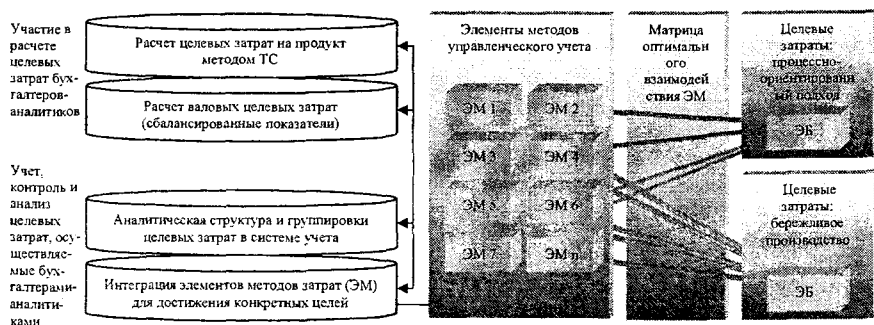 Участие в
расчете
целевых
затрат бух-
галтеров-
аналитиков
Расчет целевых затрат на продукт
методом ТС
Расчет валовых целевых затрат
(сбалансированные показатели)
Учет,
контроль и
анализ
целевых
затрат, осу-
ществляе-
мые бух-
галтерами-
аналити-
ками
Аналитическая структура и группировки
целевых затрат в системе учета
Интеграция элементов методов затрат (ЭМ)
для достижения конкретных целей
Элементы методов
управленческого учета
ЭМ 1
ЭМ 2
ЭМ 3
ЭМ 4
ЭМ 5
ЭМ 6
ЭМ 7
ЭМ n
Матрица
оптимальн
ого
взаимодей
ствия ЭМ
Целевые
затраты:
процессно-
ориентированн
ый подход
ЭБ
Целевые
затраты:
бережливое
производство
ЭБ